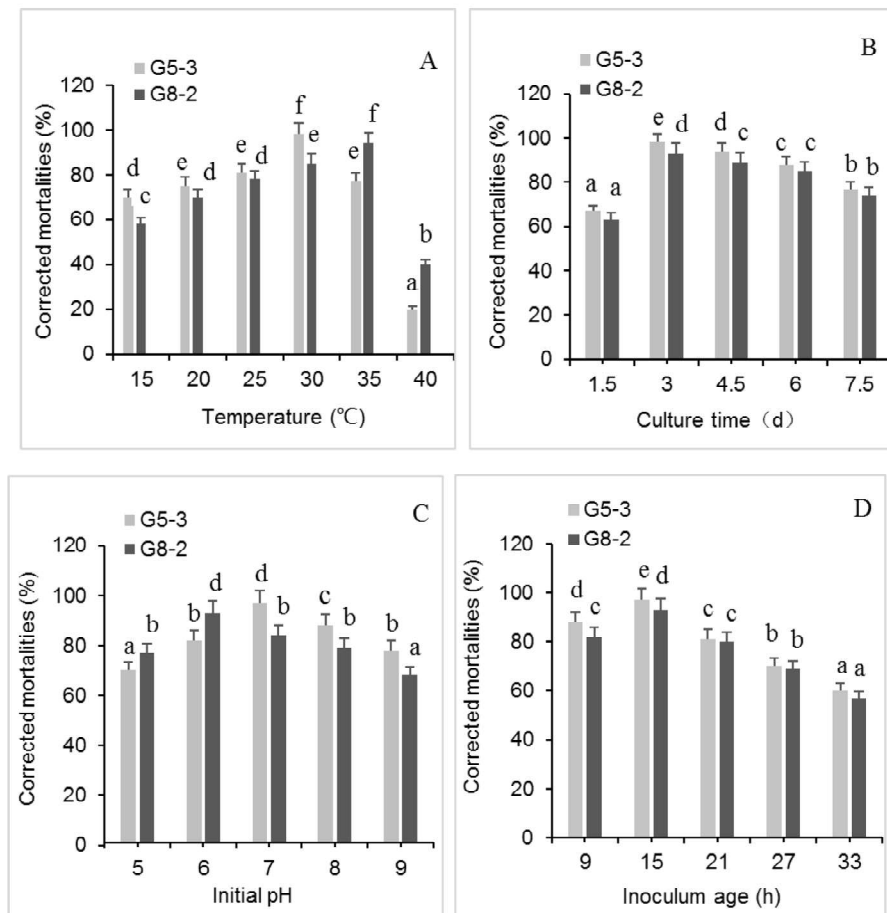 A
G5-3
G8-2
Corrected mortalities (%)
120
100
80
60
40
20
0
d c e d e d f e e f a b
15 20 25 30 35 40
Temperature (℃)
B
G5-3
G8-2
Corrected mortalities (%)
120
100
80
60
40
20
0
a a e d d c c c b b
1.5 3 4.5 6 7.5
Culture time（d）
C
G5-3
G8-2
Corrected mortalities (%)
120
100
80
60
40
20
0
a b b d d b c b b a
5 6 7 8 9
Initial pH
D
G5-3
G8-2
Corrected mortalities (%)
120
100
80
60
40
20
0
d c e d c c b b a a
9 15 21 27 33
Inoculum age (h)